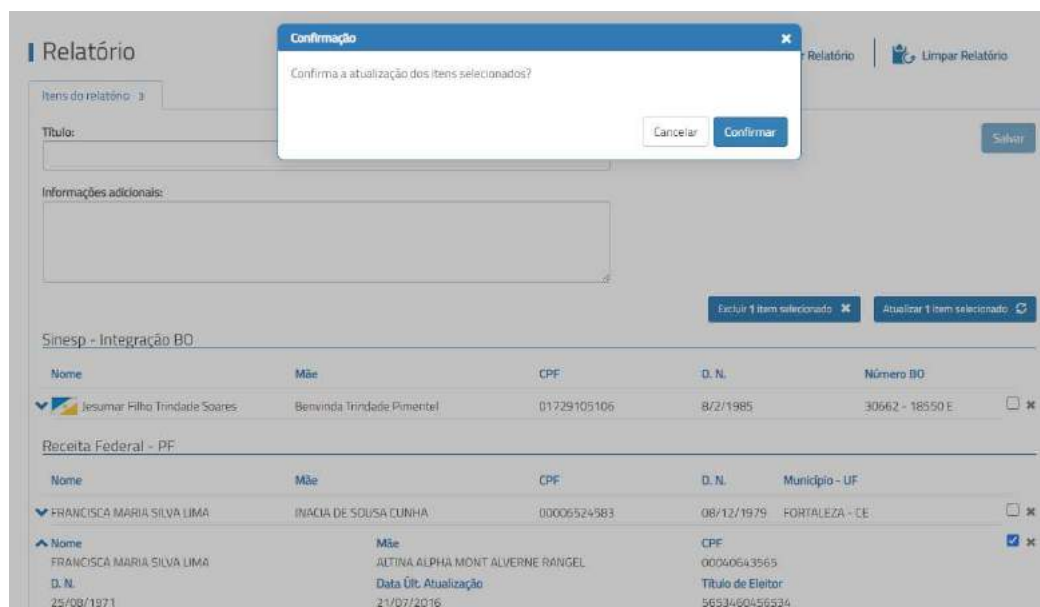 Relatório
Confirmação
Confirma a atualização dos itens selecionados?
Cancelar
Confirmar
Relatório
Limpar Relatório
Itens do relatório 3
Título:
Salvar
Informações adicionais:
Excluir 1 item selecionado
Atualizar 1 item selecionado
Sinesp - Integração BO
Nome Mãe CPF D. N. Número BO
Jesumar Filho Trindade Soares Benvinda Trindade Pimentel 01729105106 8/2/1985 30662 - 18550 E
Receita Federal - PF
Nome Mãe CPF D. N. Município - UF
FRANCISCA MARIA SILVA LIMA INACIA DE SOUSA CUNHA 00006524583 08/12/1979 FORTALEZA - CE
Nome Mãe CPF
FRANCISCA MARIA SILVA LIMA ALTINA ALPHA MONT ALVERNE RANGEL 00040643565
D. N. Data Últ. Atualização Título de Eleitor
25/08/1971 21/07/2016 5653460456534